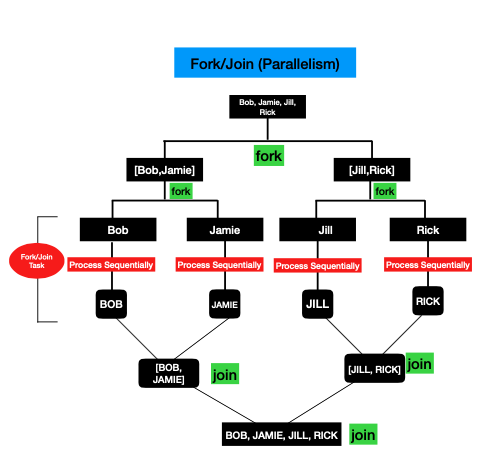 Fork/Join (Parallelism)
Bob, Jamie, Jill,
Rick
fork
[Bob,Jamie]
[Jill,Rick]
fork
fork
Bob
Jamie
Jill
Rick
Fork/Join
Task
Process Sequentially
Process Sequentially
Process Sequentially
Process Sequentially
BOB
JAMIE
JILL
RICK
[BOB,
JAMIE]
join
[JILL, RICK]
join
BOB, JAMIE, JILL, RICK
join